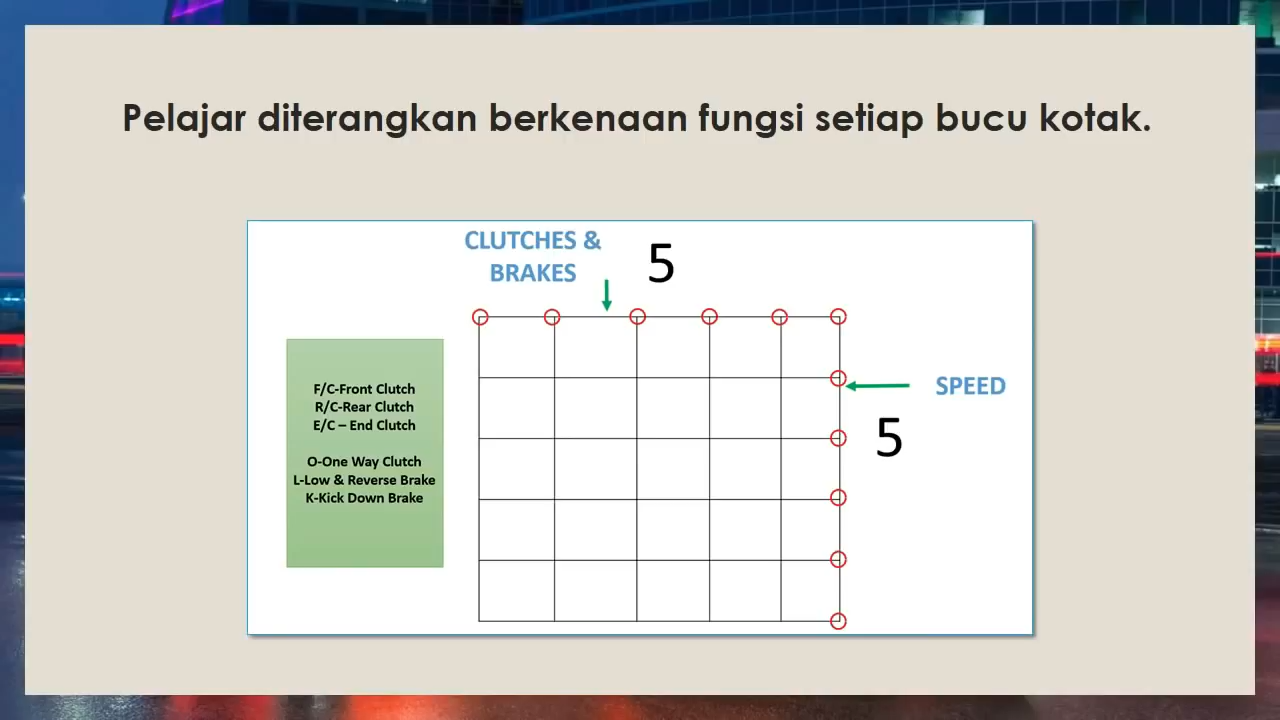 Pelajar diterangkan berkenaan fungsi setiap bucu kotak.
CLUTCHES &
BRAKES
5
F/C-Front Clutch
R/C-Rear Clutch
E/C – End Clutch
O-One Way Clutch
L-Low & Reverse Brake
K-Kick Down Brake
SPEED
5